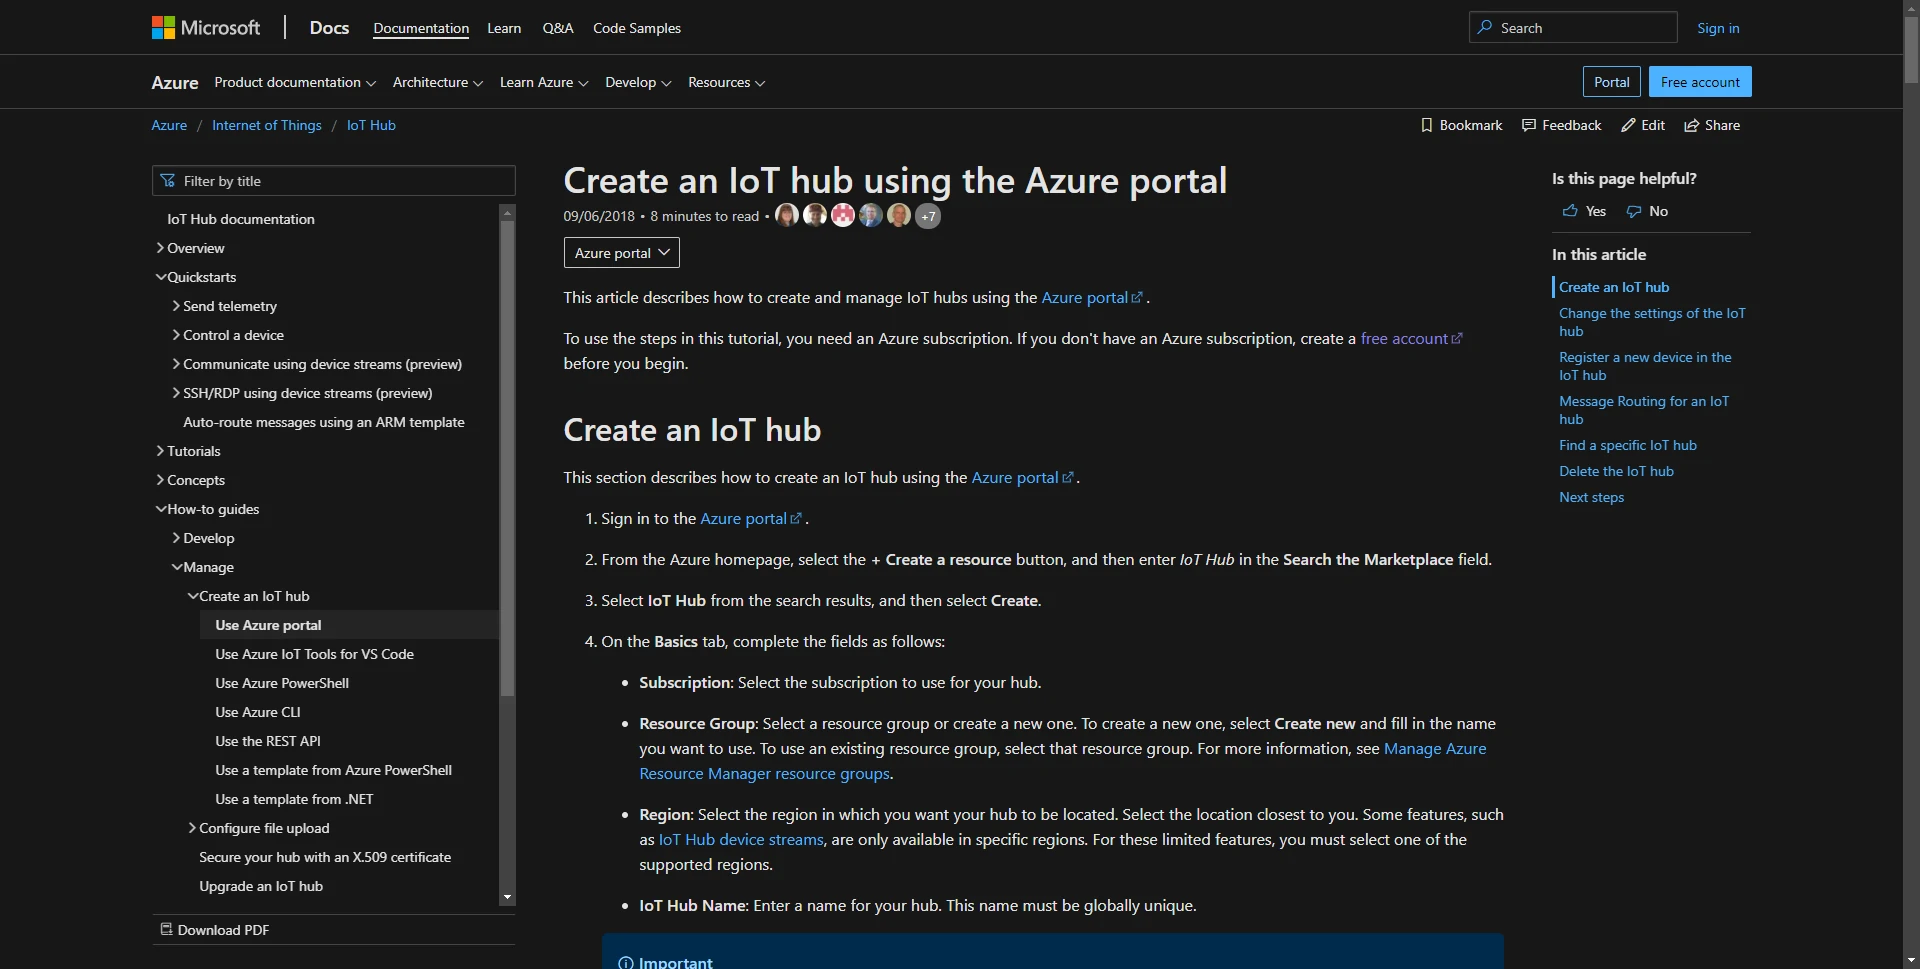 Microsoft
Docs
Documentation
Learn
Q&A
Code Samples
Search
Sign in
Azure
Product documentation
Architecture
Learn Azure
Develop
Resources
Portal
Free account
Azure / Internet of Things / IoT Hub
Bookmark
Feedback
Edit
Share
Filter by title
IoT Hub documentation
Overview
Quickstarts
Send telemetry
Control a device
Communicate using device streams (preview)
SSH/RDP using device streams (preview)
Auto-route messages using an ARM template
Tutorials
Concepts
How-to guides
Develop
Manage
Create an IoT hub
Use Azure portal
Use Azure IoT Tools for VS Code
Use Azure PowerShell
Use Azure CLI
Use the REST API
Use a template from Azure PowerShell
Use a template from .NET
Configure file upload
Secure your hub with an X.509 certificate
Upgrade an IoT hub
Download PDF
Create an IoT hub using the Azure portal
09/06/2018 • 8 minutes to read • +7
Azure portal
This article describes how to create and manage IoT hubs using the Azure portal.
To use the steps in this tutorial, you need an Azure subscription. If you don't have an Azure subscription, create a free account
before you begin.
Create an IoT hub
This section describes how to create an IoT hub using the Azure portal.
1. Sign in to the Azure portal.
2. From the Azure homepage, select the + Create a resource button, and then enter IoT Hub in the Search the Marketplace field.
3. Select IoT Hub from the search results, and then select Create.
4. On the Basics tab, complete the fields as follows:
• Subscription: Select the subscription to use for your hub.
• Resource Group: Select a resource group or create a new one. To create a new one, select Create new and fill in the name
you want to use. To use an existing resource group, select that resource group. For more information, see Manage Azure
Resource Manager resource groups.
• Region: Select the region in which you want your hub to be located. Select the location closest to you. Some features, such
as IoT Hub device streams, are only available in specific regions. For these limited features, you must select one of the
supported regions.
• IoT Hub Name: Enter a name for your hub. This name must be globally unique.
Important
Is this page helpful?
Yes
No
In this article
Create an IoT hub
Change the settings of the IoT
hub
Register a new device in the
IoT hub
Message Routing for an IoT
hub
Find a specific IoT hub
Delete the IoT hub
Next steps